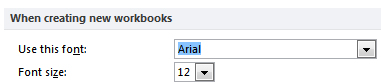 When creating new workbooks
Use this font: Arial
Font size: 12